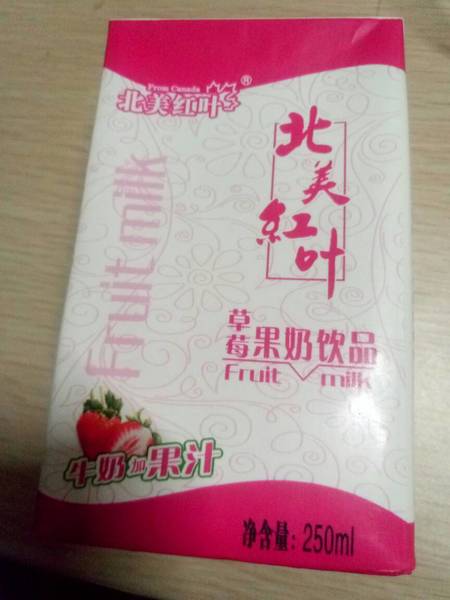 From Canada
北美红叶®
北美紅叶
Fruit milk
草莓果奶饮品
Fruit milk
牛奶加果汁
净含量：250ml